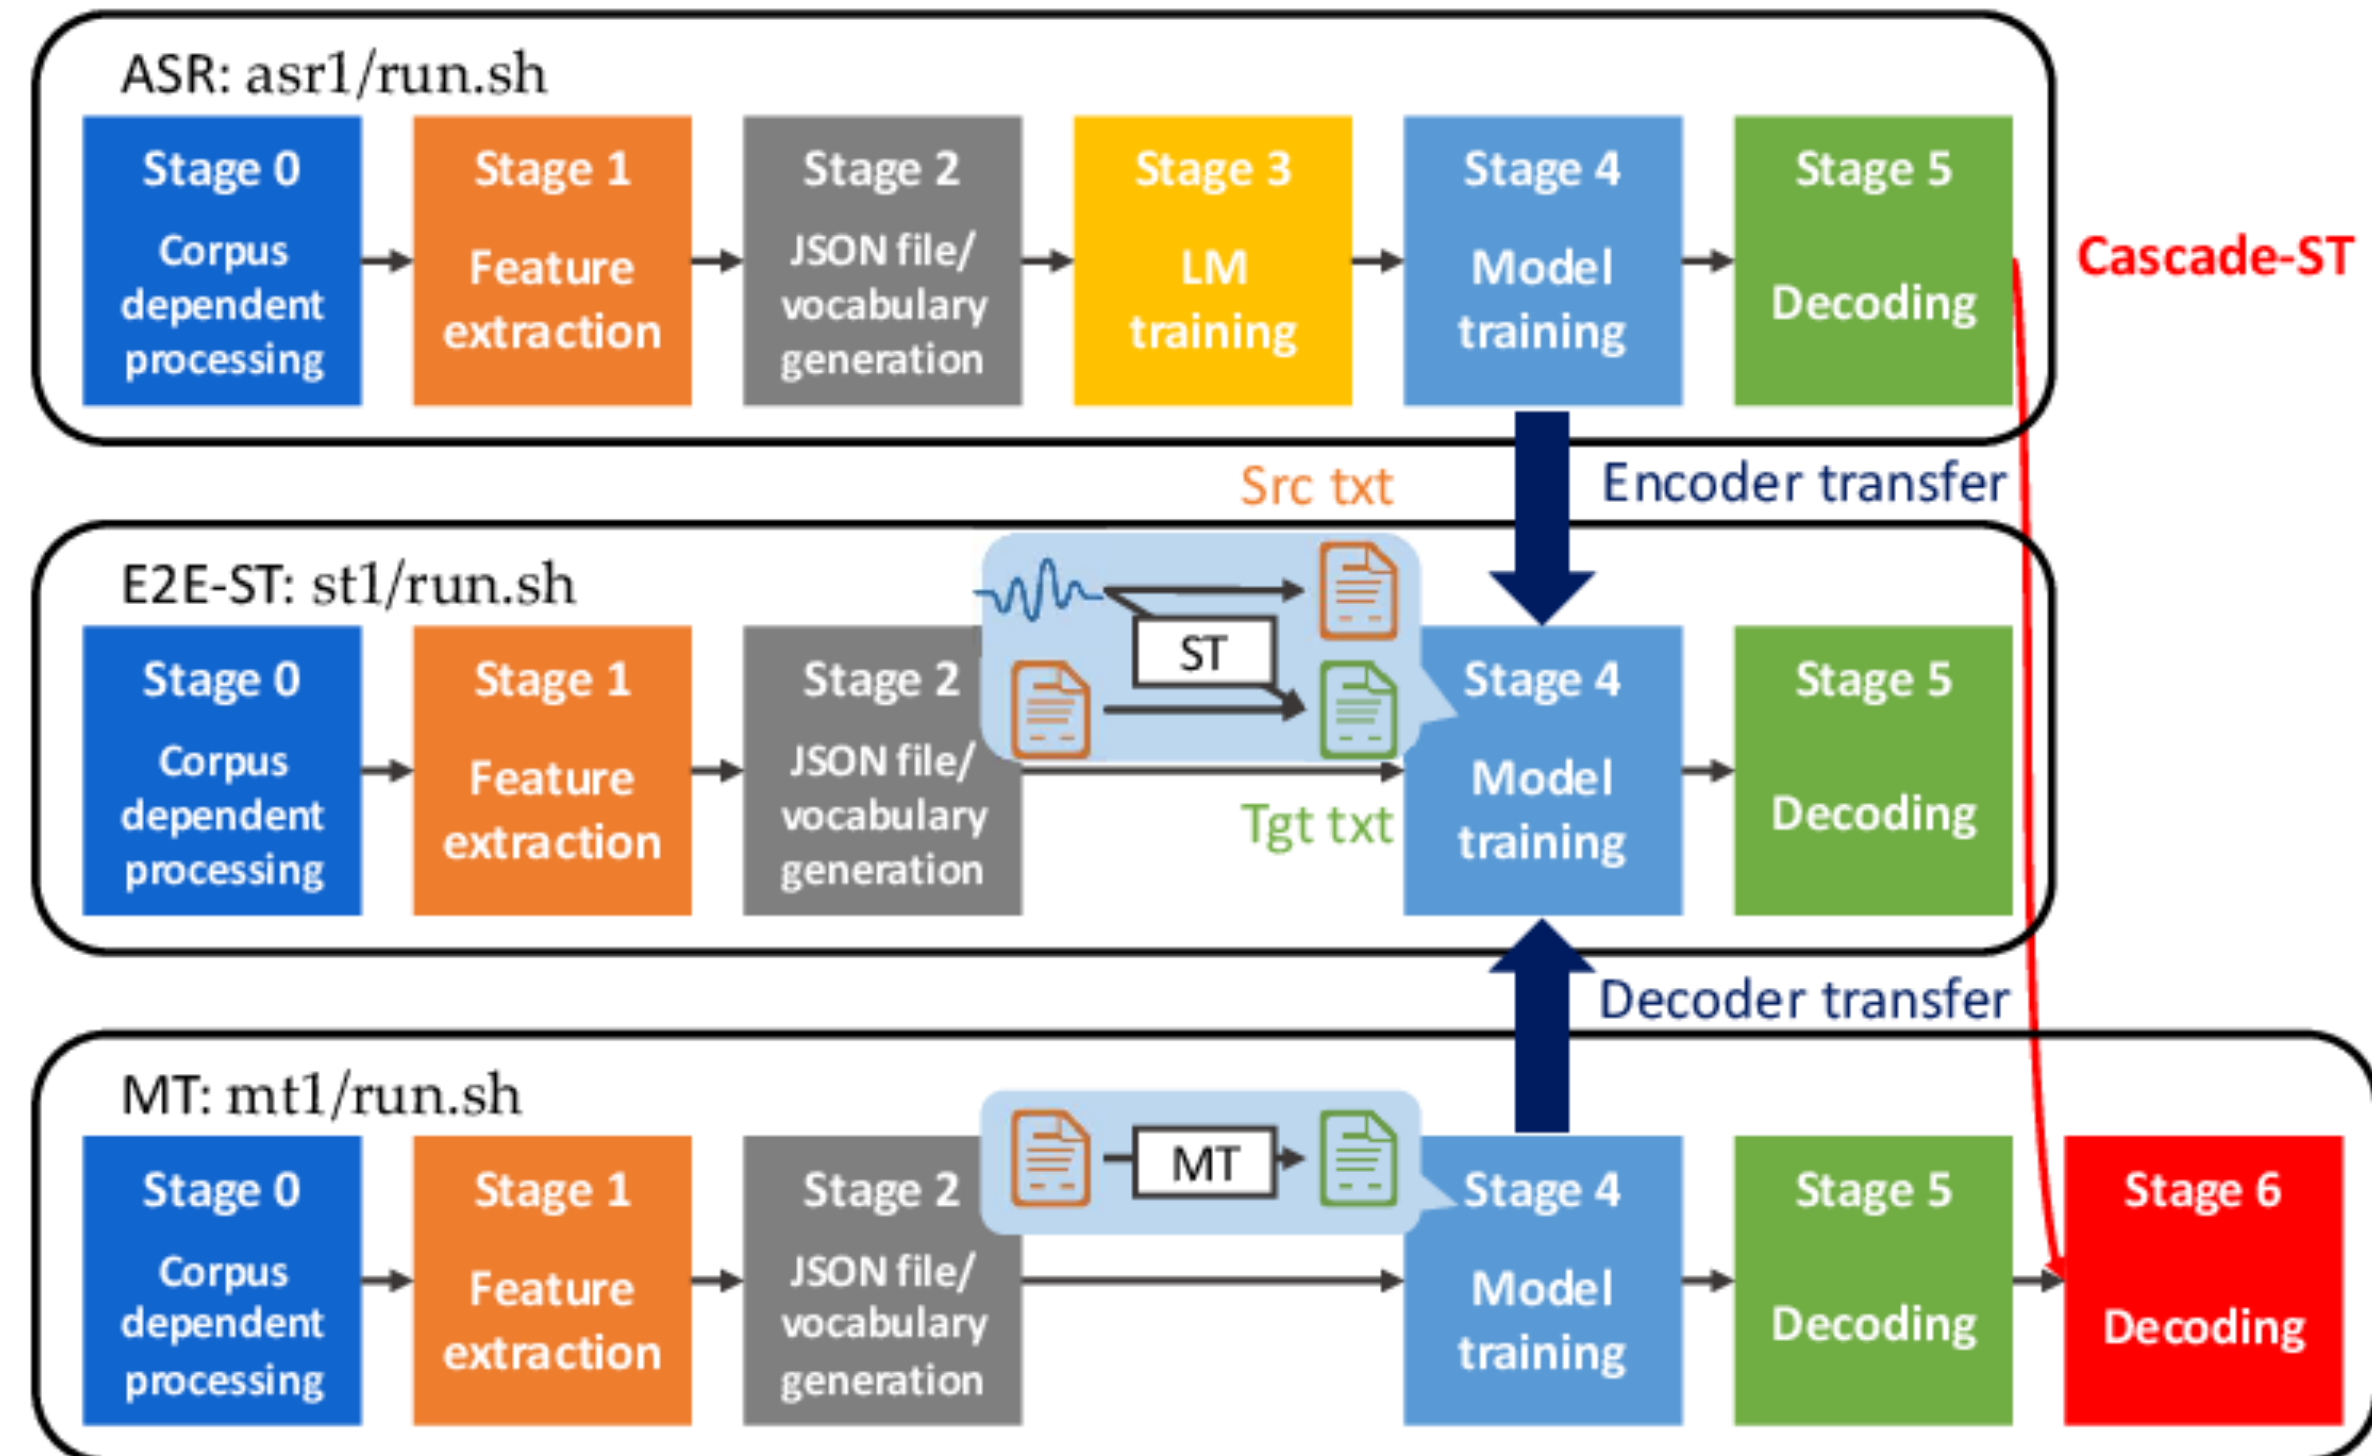 ASR: asr1/run.sh
Stage 0
Corpus
dependent
processing
Stage 1
Feature
extraction
Stage 2
JSON file/
vocabulary
generation
Stage 3
LM
training
Stage 4
Model
training
Stage 5
Decoding
Cascade-ST
Src txt
Encoder transfer
E2E-ST: st1/run.sh
Stage 0
Corpus
dependent
processing
Stage 1
Feature
extraction
Stage 2
JSON file/
vocabulary
generation
ST
Tgt txt
Stage 4
Model
training
Stage 5
Decoding
Decoder transfer
MT: mt1/run.sh
Stage 0
Corpus
dependent
processing
Stage 1
Feature
extraction
Stage 2
JSON file/
vocabulary
generation
MT
Stage 4
Model
training
Stage 5
Decoding
Stage 6
Decoding